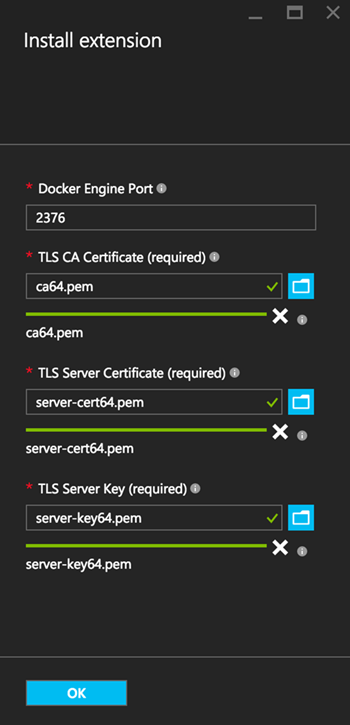 Install extension
* Docker Engine Port
2376
* TLS CA Certificate (required)
ca64.pem
ca64.pem
* TLS Server Certificate (required)
server-cert64.pem
server-cert64.pem
* TLS Server Key (required)
server-key64.pem
server-key64.pem
OK